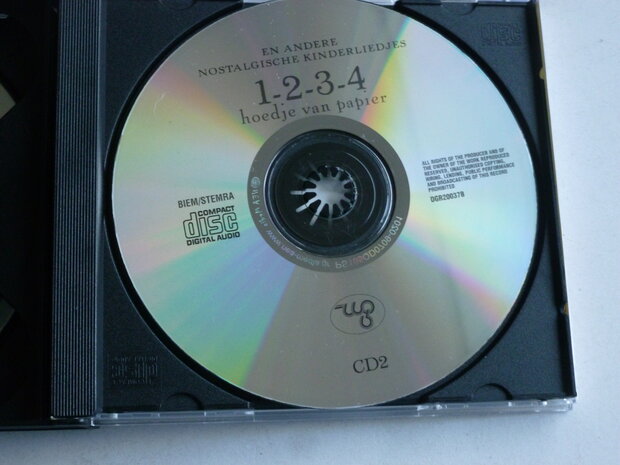 EN ANDERE
NOSTALGISCHE KINDERLIEDJES
1-2-3-4
hoedje van papier
BIEM/STEMRA
COMPACT
disc
DIGITAL AUDIO
ALL RIGHTS OF THE PRODUCER AND OF
THE OWNER OF THE WORK REPRODUCED
RESERVED. UNAUTHORISED COPYING,
HIRING, LENDING, PUBLIC PERFORMANCE
AND BROADCASTING OF THIS RECORD
PROHIBITED
DGR20037B
CD2